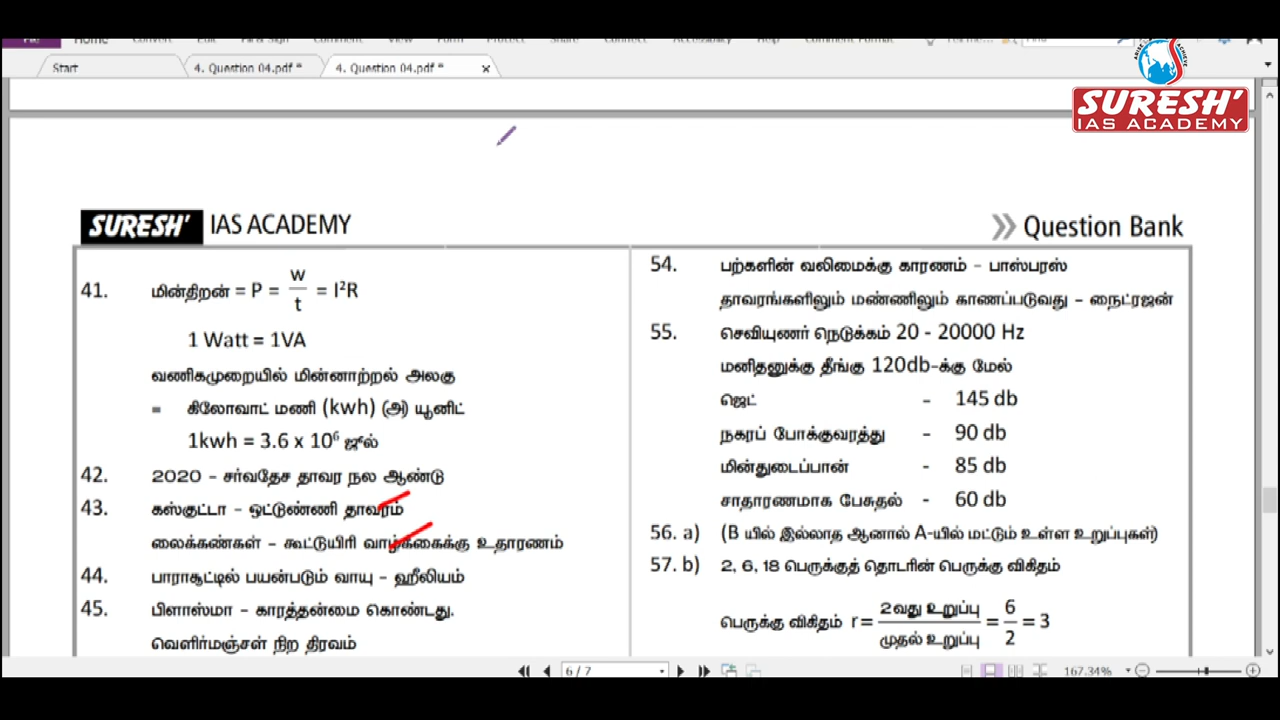 Start
4. Question 04.pdf *
4. Question 04.pdf *
x
ARISE ACHIEVE
SURESH'
IAS ACADEMY
SURESH' IAS ACADEMY
Question Bank
41. மின்திறன் = P = w/t = I²R
1 Watt = 1VA
வணிகமுறையில் மின்னாற்றல் அலகு
= கிலோவாட் மணி (kwh) (அ) யூனிட்
1kwh = 3.6 x 10⁶ ஜூல்
42. 2020 - சர்வதேச தாவர நல ஆண்டு
43. கஸ்குட்டா - ஒட்டுண்ணி தாவரம்
லைக்கண்கள் - கூட்டுயிரி வாழ்க்கைக்கு உதாரணம்
44. பாராசூட்டில் பயன்படும் வாயு - ஹீலியம்
45. பிளாஸ்மா - காரத்தன்மை கொண்டது.
வெளிர்மஞ்சள் நிற திரவம்
54. பற்களின் வலிமைக்கு காரணம் - பாஸ்பரஸ்
தாவரங்களிலும் மண்ணிலும் காணப்படுவது - நைட்ரஜன்
55. செவியுணர் நெடுக்கம் 20 - 20000 Hz
மனிதனுக்கு தீங்கு 120db-க்கு மேல்
ஜெட் - 145 db
நகரப் போக்குவரத்து - 90 db
மின்துடைப்பான் - 85 db
சாதாரணமாக பேசுதல் - 60 db
56. a) (B யில் இல்லாத ஆனால் A-யில் மட்டும் உள்ள உறுப்புகள்)
57. b) 2, 6, 18 பெருக்குத் தொடரின் பெருக்கு விகிதம்
பெருக்கு விகிதம் r = 2வது உறுப்பு / முதல் உறுப்பு = 6/2 = 3
6 / 7
167.34%